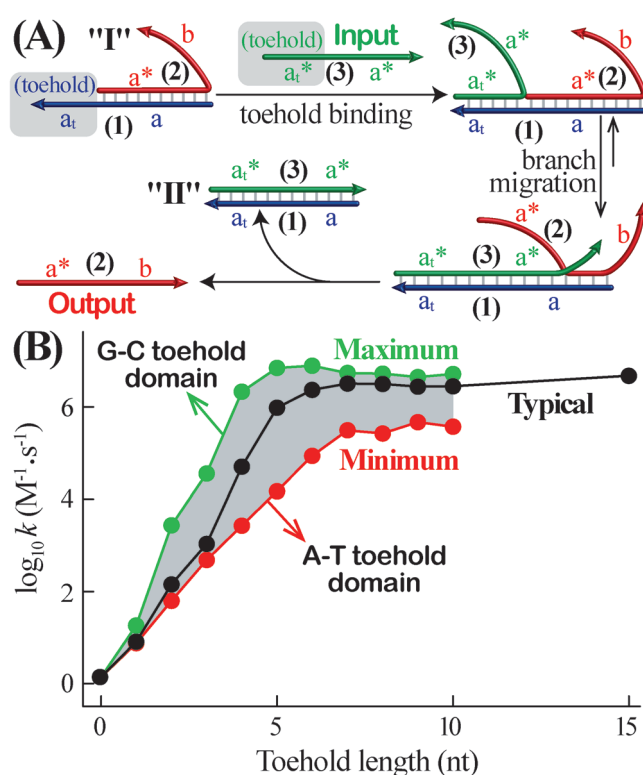 (A)
"I"
b
(toehold)
a*
(2)
aₜ
(1)
a
(toehold)
Input
aₜ*
(3)
a*
toehold binding
(3)
a*
b
aₜ*
a*
(2)
aₜ
(1)
a
branch
migration
"II"
aₜ*
(3)
a*
aₜ
(1)
a
a*
(2)
b
aₜ*
(3)
a*
aₜ
(1)
a
a*
(2)
b
Output
(B)
G-C toehold
domain
Maximum
Typical
Minimum
A-T toehold
domain
log₁₀ k (M⁻¹·s⁻¹)
6
4
2
0
0
5
10
15
Toehold length (nt)